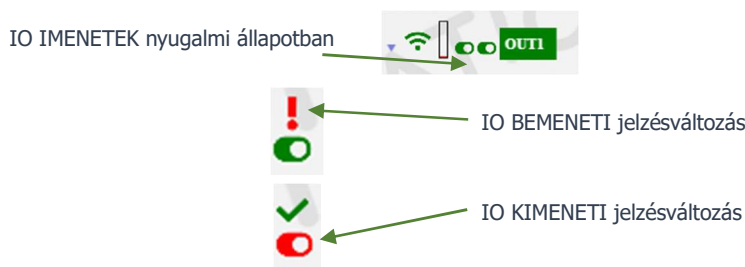 IO IMENETEK nyugalmi állapotban
OUT1
IO BEMENETI jelzésváltozás
IO KIMENETI jelzésváltozás